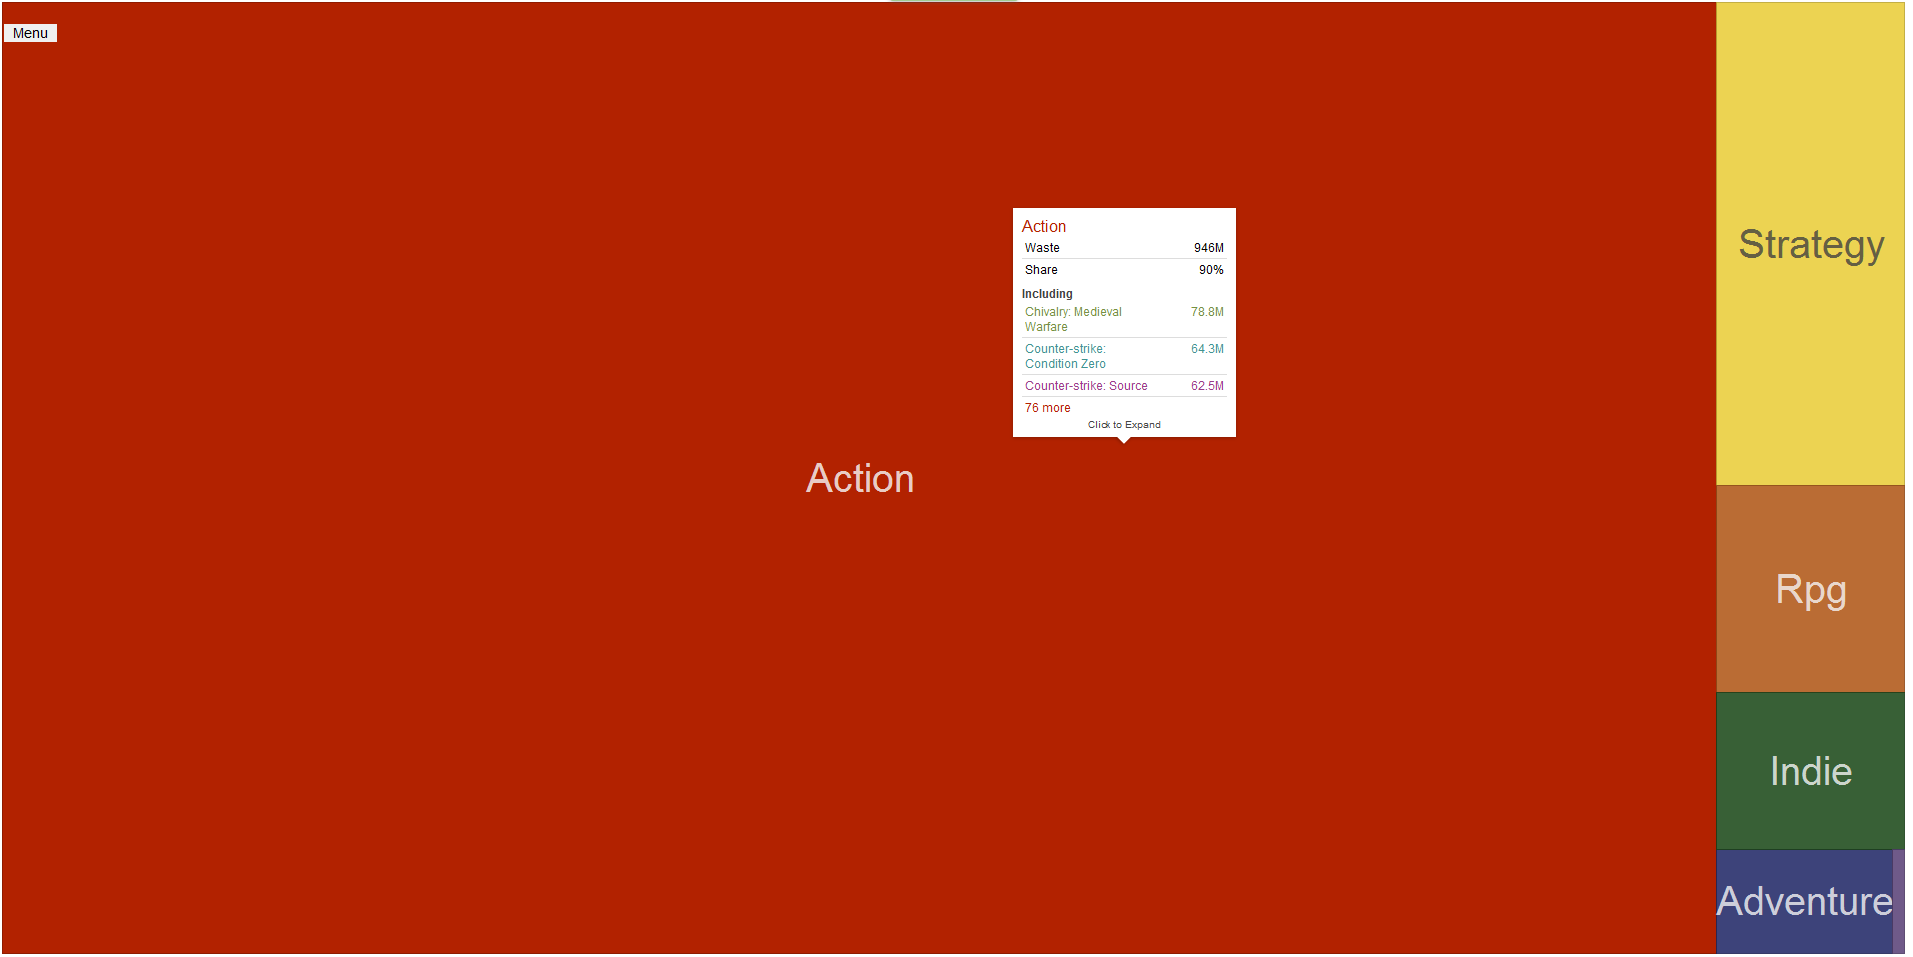 Menu
Action
Waste 946M
Share 90%
Including
Chivalry: Medieval 78.8M
Warfare
Counter-strike: 64.3M
Condition Zero
Counter-strike: Source 62.5M
76 more
Click to Expand
Action
Strategy
Rpg
Indie
Adventure